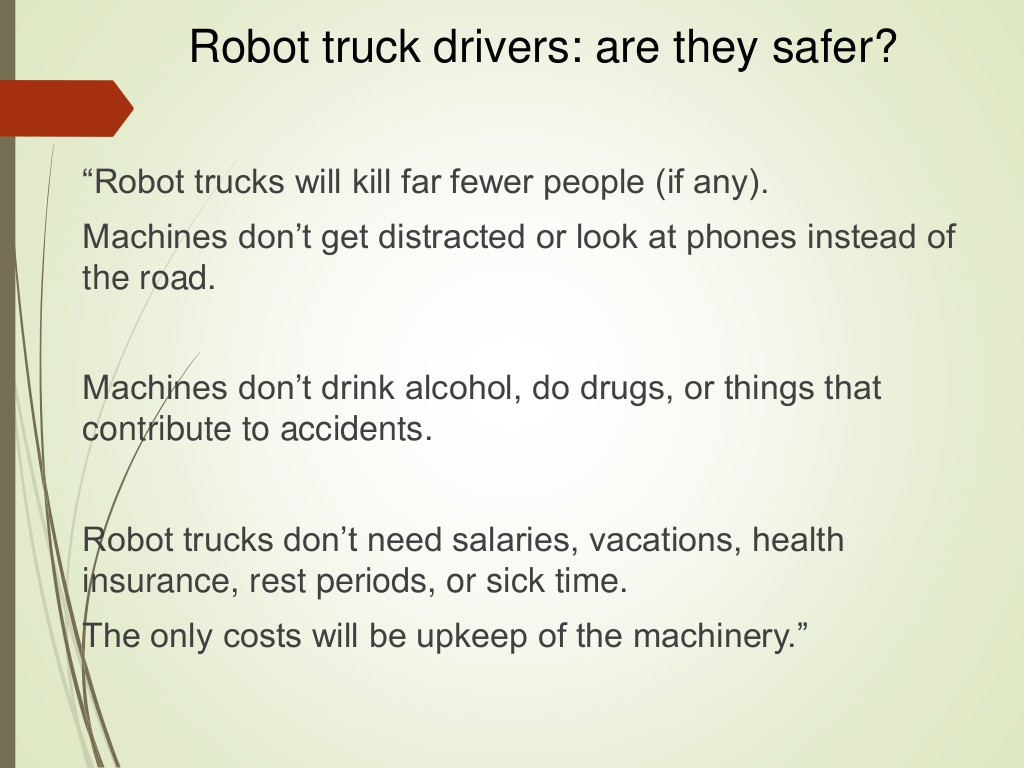 Robot truck drivers: are they safer?
“Robot trucks will kill far fewer people (if any).
Machines don’t get distracted or look at phones instead of
the road.
Machines don’t drink alcohol, do drugs, or things that
contribute to accidents.
Robot trucks don’t need salaries, vacations, health
insurance, rest periods, or sick time.
The only costs will be upkeep of the machinery.”